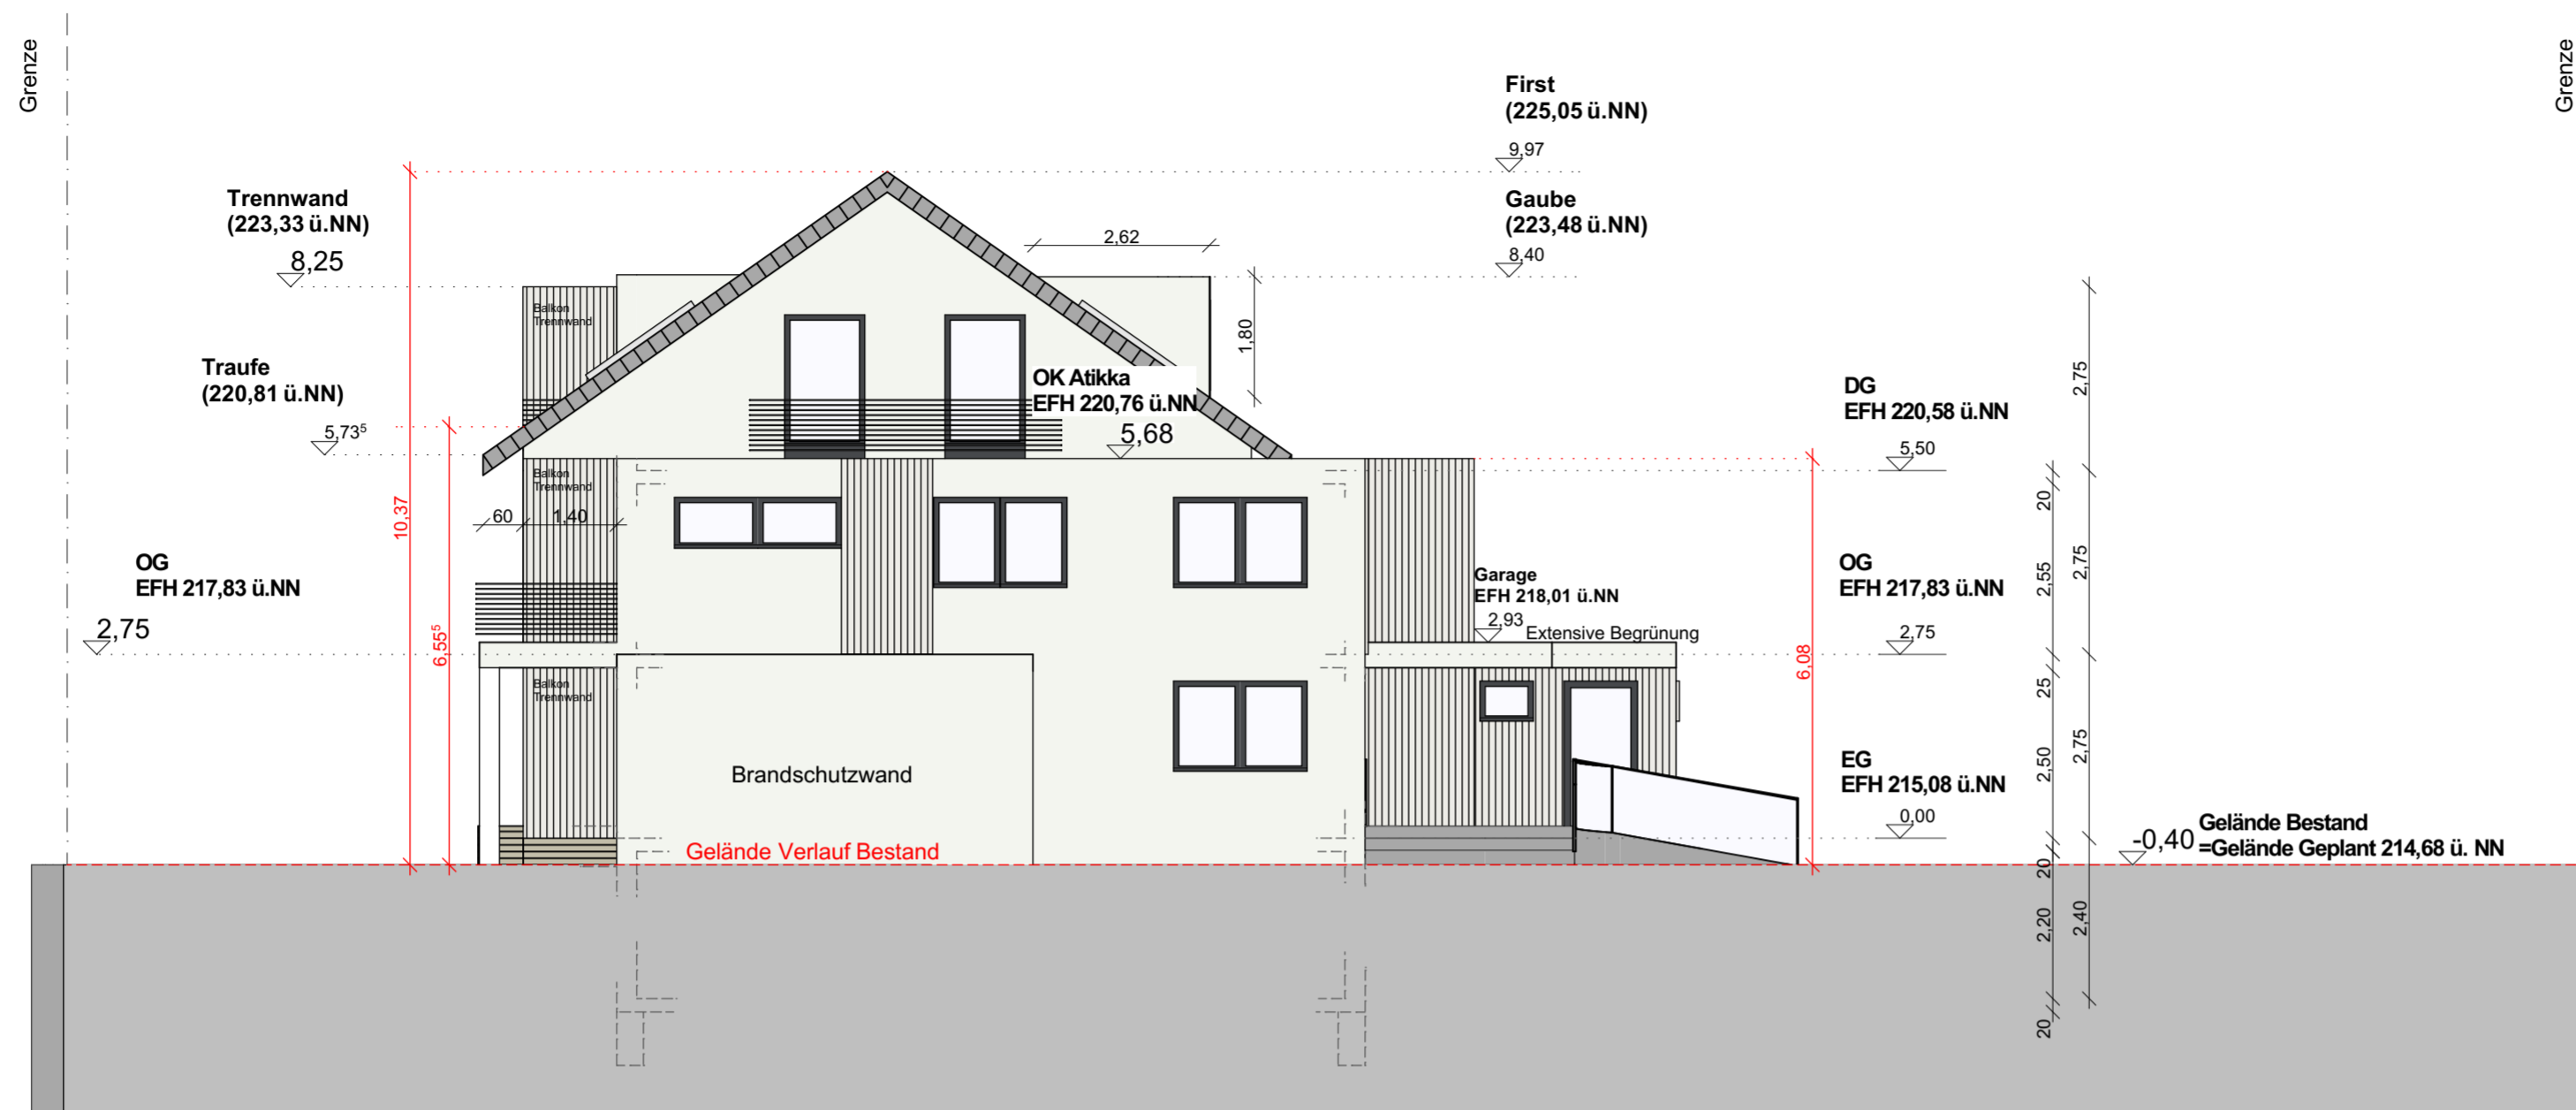 Grenze
Grenze
First
(225,05 ü.NN)
9,97
Trennwand
(223,33 ü.NN)
8,25
Gaube
(223,48 ü.NN)
8,40
2,62
1,80
Balkon
Trennwand
Traufe
(220,81 ü.NN)
5,73⁵
OK Atikka
EFH 220,76 ü.NN
5,68
DG
EFH 220,58 ü.NN
5,50
2,75
Balkon
Trennwand
60
1,40
10,37
6,55⁵
OG
EFH 217,83 ü.NN
2,75
Garage
EFH 218,01 ü.NN
2,93
Extensive Begrünung
6,08
OG
EFH 217,83 ü.NN
2,75
20
2,55
2,75
Balkon
Trennwand
Brandschutzwand
Gelände Verlauf Bestand
EG
EFH 215,08 ü.NN
0,00
25
2,50
2,75
-0,40
Gelände Bestand
=Gelände Geplant 214,68 ü. NN
20
2,20
2,40
20